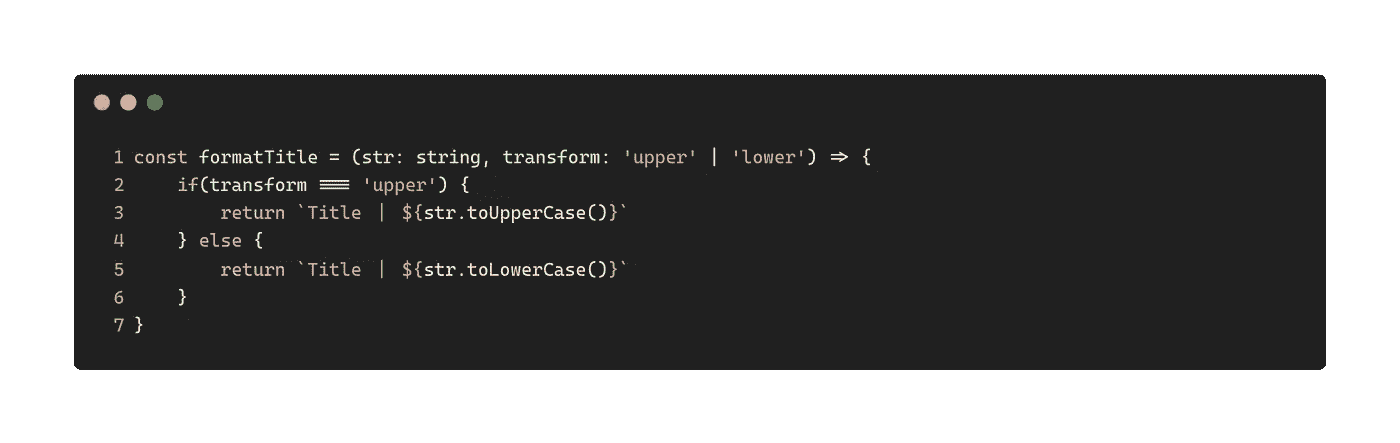 1 const formatTitle = (str: string, transform: 'upper' | 'lower') => {
2     if(transform === 'upper') {
3         return `Title | ${str.toUpperCase()}`
4     } else {
5         return `Title | ${str.toLowerCase()}`
6     }
7 }